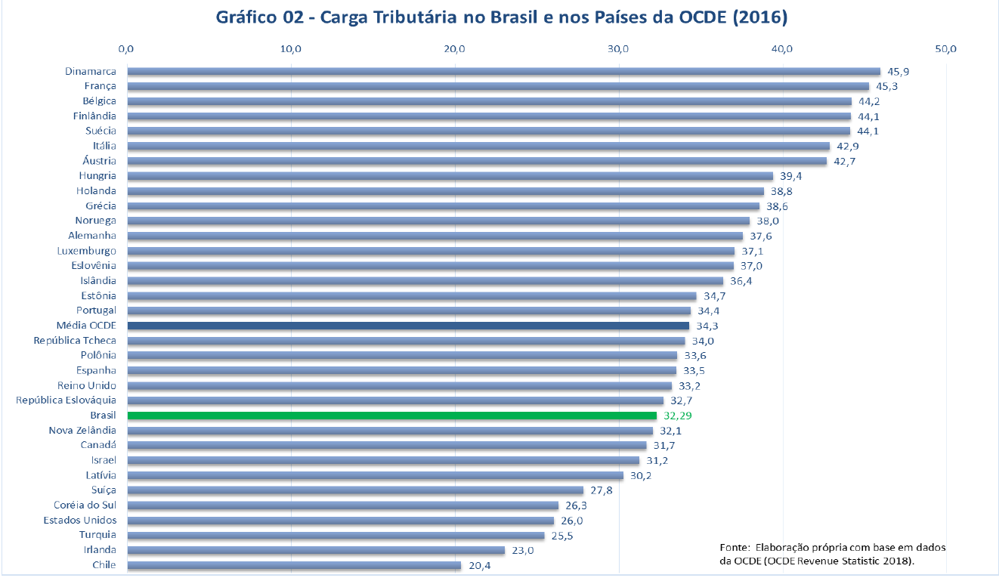 Gráfico 02 - Carga Tributária no Brasil e nos Países da OCDE (2016)
0,0 10,0 20,0 30,0 40,0 50,0
Dinamarca 45,9
França 45,3
Bélgica 44,2
Finlândia 44,1
Suécia 44,1
Itália 42,9
Áustria 42,7
Hungria 39,4
Holanda 38,8
Grécia 38,6
Noruega 38,0
Alemanha 37,6
Luxemburgo 37,1
Eslovênia 37,0
Islândia 36,4
Estônia 34,7
Portugal 34,4
Média OCDE 34,3
República Tcheca 34,0
Polônia 33,6
Espanha 33,5
Reino Unido 33,2
República Eslováquia 32,7
Brasil 32,29
Nova Zelândia 32,1
Canadá 31,7
Israel 31,2
Latívia 30,2
Suíça 27,8
Coréia do Sul 26,3
Estados Unidos 26,0
Turquia 25,5
Irlanda 23,0
Chile 20,4
Fonte: Elaboração própria com base em dados
da OCDE (OCDE Revenue Statistic 2018).